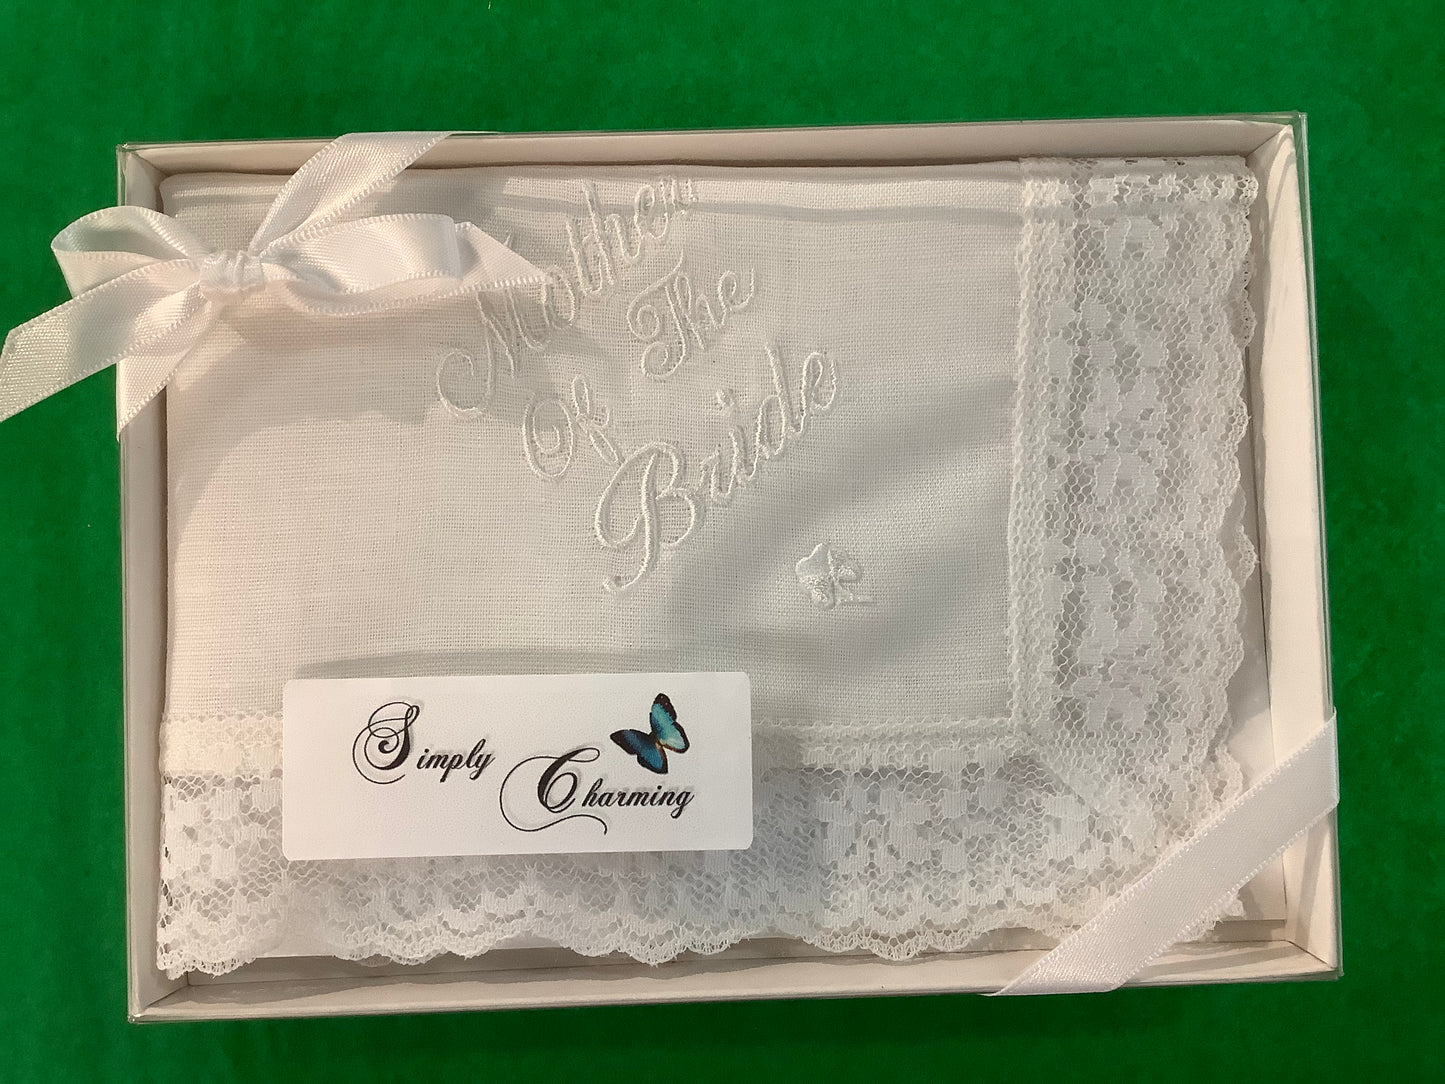 Mother
Of The
Bride
Simply
Charming